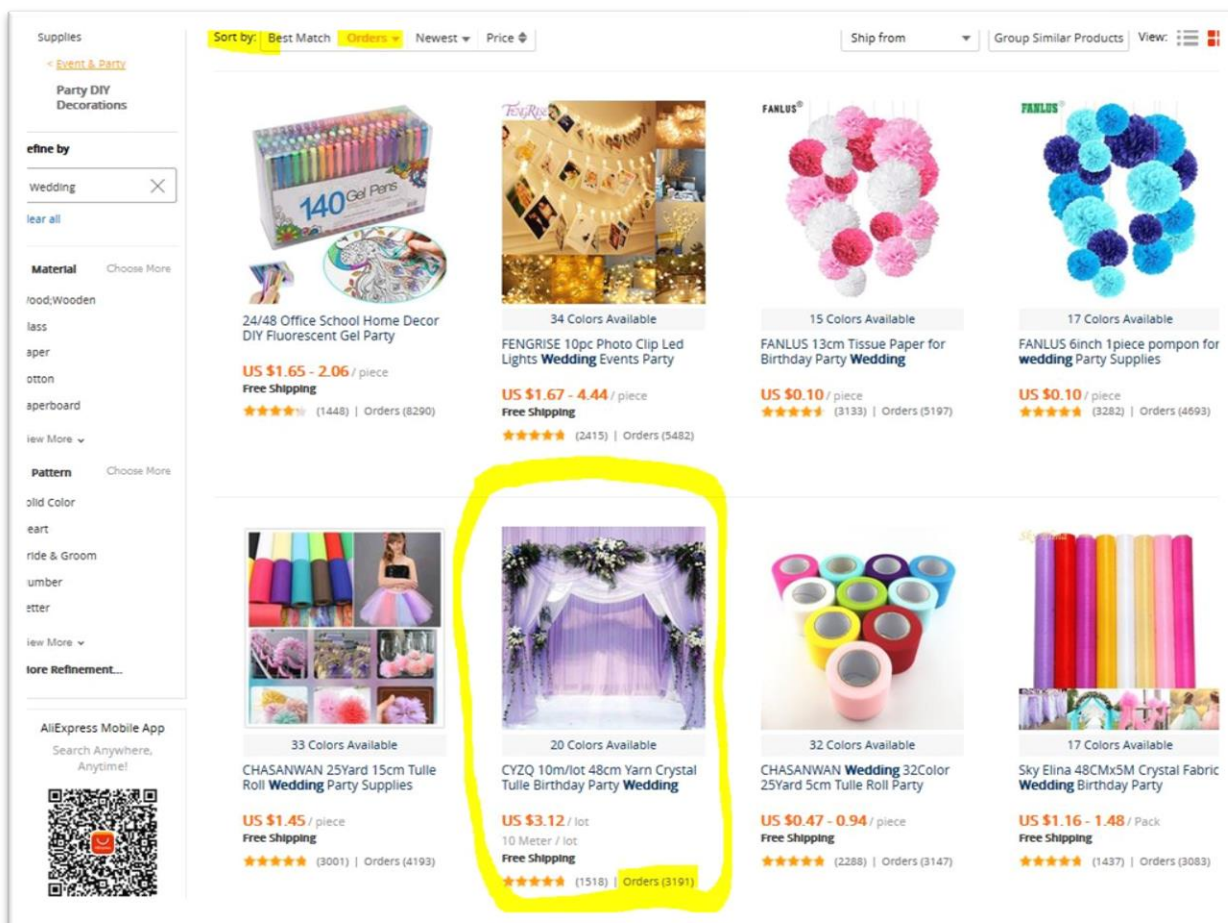 Supplies
< Event & Party
Party DIY
Decorations
efine by
Wedding
lear all
Material Choose More
ood;Wooden
lass
aper
otton
aperboard
iew More
Pattern Choose More
olid Color
eart
ride & Groom
umber
etter
iew More
ore Refinement...
AliExpress Mobile App
Search Anywhere,
Anytime!
Sort by: Best Match Orders Newest Price Ship from Group Similar Products View:
140 Gel Pens
24/48 Office School Home Decor
DIY Fluorescent Gel Party
US $1.65 - 2.06 / piece
Free Shipping
(1448) | Orders (8290)
FENGRISE
34 Colors Available
FENGRISE 10pc Photo Clip Led
Lights Wedding Events Party
US $1.67 - 4.44 / piece
Free Shipping
(2415) | Orders (5482)
FANLUS®
15 Colors Available
FANLUS 13cm Tissue Paper for
Birthday Party Wedding
US $0.10 / piece
(3133) | Orders (5197)
FANLUS®
17 Colors Available
FANLUS 6inch 1piece pompon for
wedding Party Supplies
US $0.10 / piece
(3282) | Orders (4693)
33 Colors Available
CHASANWAN 25Yard 15cm Tulle
Roll Wedding Party Supplies
US $1.45 / piece
Free Shipping
(3001) | Orders (4193)
20 Colors Available
CYZQ 10m/lot 48cm Yarn Crystal
Tulle Birthday Party Wedding
US $3.12 / lot
10 Meter / lot
Free Shipping
(1518) | Orders (3191)
32 Colors Available
CHASANWAN Wedding 32Color
25Yard 5cm Tulle Roll Party
US $0.47 - 0.94 / piece
Free Shipping
(2288) | Orders (3147)
Sky Elina
17 Colors Available
Sky Elina 48CMx5M Crystal Fabric
Wedding Birthday Party
US $1.16 - 1.48 / Pack
Free Shipping
(1437) | Orders (3083)